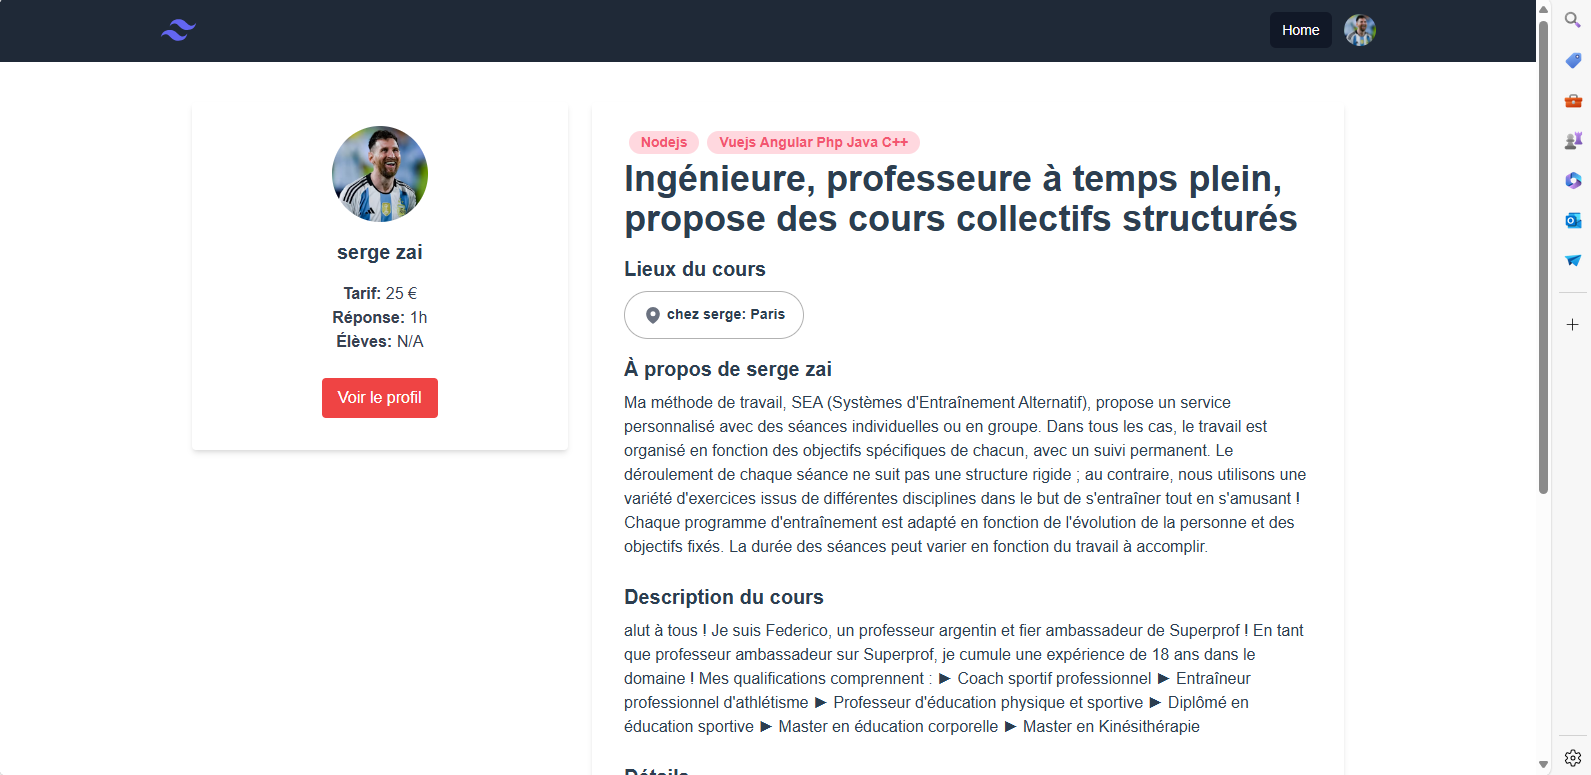 Home
serge zai
Tarif: 25 €
Réponse: 1h
Élèves: N/A
Voir le profil
Nodejs Vuejs Angular Php Java C++
Ingénieure, professeure à temps plein,
propose des cours collectifs structurés
Lieux du cours
chez serge: Paris
À propos de serge zai
Ma méthode de travail, SEA (Systèmes d'Entraînement Alternatif), propose un service
personnalisé avec des séances individuelles ou en groupe. Dans tous les cas, le travail est
organisé en fonction des objectifs spécifiques de chacun, avec un suivi permanent. Le
déroulement de chaque séance ne suit pas une structure rigide ; au contraire, nous utilisons une
variété d'exercices issus de différentes disciplines dans le but de s'entraîner tout en s'amusant !
Chaque programme d'entraînement est adapté en fonction de l'évolution de la personne et des
objectifs fixés. La durée des séances peut varier en fonction du travail à accomplir.
Description du cours
alut à tous ! Je suis Federico, un professeur argentin et fier ambassadeur de Superprof ! En tant
que professeur ambassadeur sur Superprof, je cumule une expérience de 18 ans dans le
domaine ! Mes qualifications comprennent : ► Coach sportif professionnel ► Entraîneur
professionnel d'athlétisme ► Professeur d'éducation physique et sportive ► Diplômé en
éducation sportive ► Master en éducation corporelle ► Master en Kinésithérapie
Détails